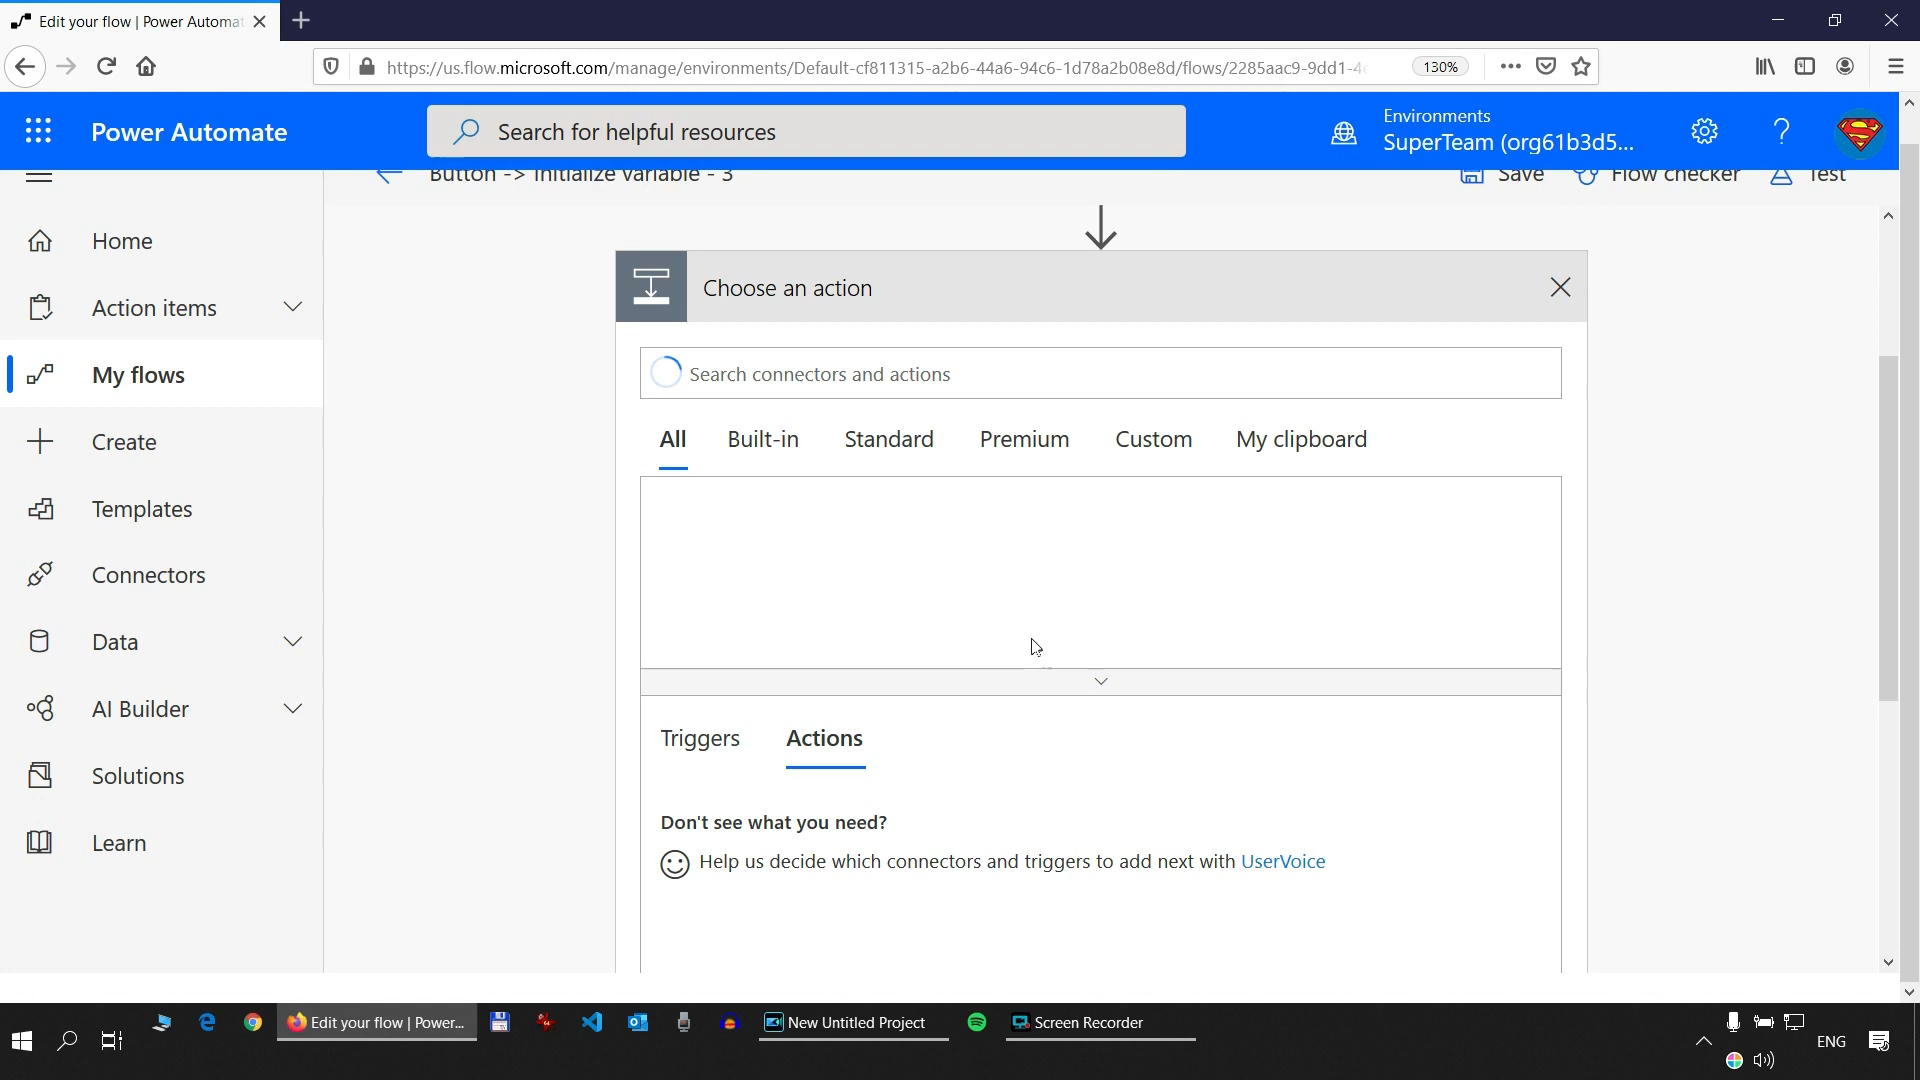 Edit your flow | Power Automat
https://us.flow.microsoft.com/manage/environments/Default-cf811315-a2b6-44a6-94c6-1d78a2b08e8d/flows/2285aac9-9dd1-4
130%
Power Automate
Search for helpful resources
Environments
SuperTeam (org61b3d5...
Button -> Initialize variable - 3
Save
Flow checker
Test
Home
Action items
My flows
Create
Templates
Connectors
Data
AI Builder
Solutions
Learn
Choose an action
Search connectors and actions
All
Built-in
Standard
Premium
Custom
My clipboard
Triggers
Actions
Don't see what you need?
Help us decide which connectors and triggers to add next with UserVoice
Edit your flow | Power...
New Untitled Project
Screen Recorder
ENG